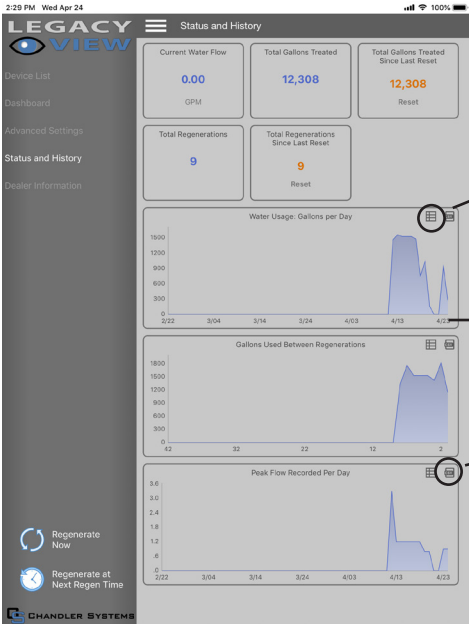 2:29 PM Wed Apr 24
100%
LEGACY
VIEW
Status and History
Device List
Dashboard
Advanced Settings
Status and History
Dealer Information
Current Water Flow
0.00
GPM
Total Gallons Treated
12,308
Total Gallons Treated
Since Last Reset
12,308
Reset
Total Regenerations
9
Total Regenerations
Since Last Reset
9
Reset
Water Usage: Gallons per Day
1500
1200
900
600
300
0
2/22 3/04 3/14 3/24 4/03 4/13 4/23
Gallons Used Between Regenerations
1800
1500
1200
900
600
300
0
42 32 22 12 2
Peak Flow Recorded Per Day
3.6
3.0
2.4
1.8
1.2
.6
.0
2/22 3/04 3/14 3/24 4/03 4/13 4/23
Regenerate
Now
Regenerate at
Next Regen Time
CHANDLER SYSTEMS